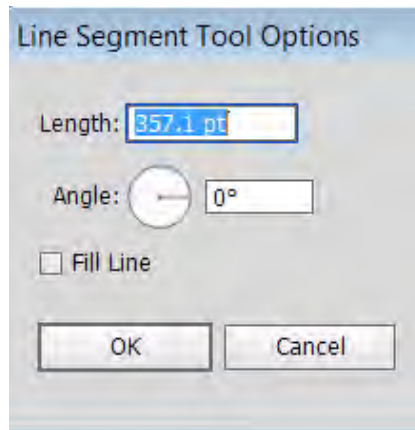 Line Segment Tool Options
Length: 357.1 pt
Angle: 0°
Fill Line
OK Cancel